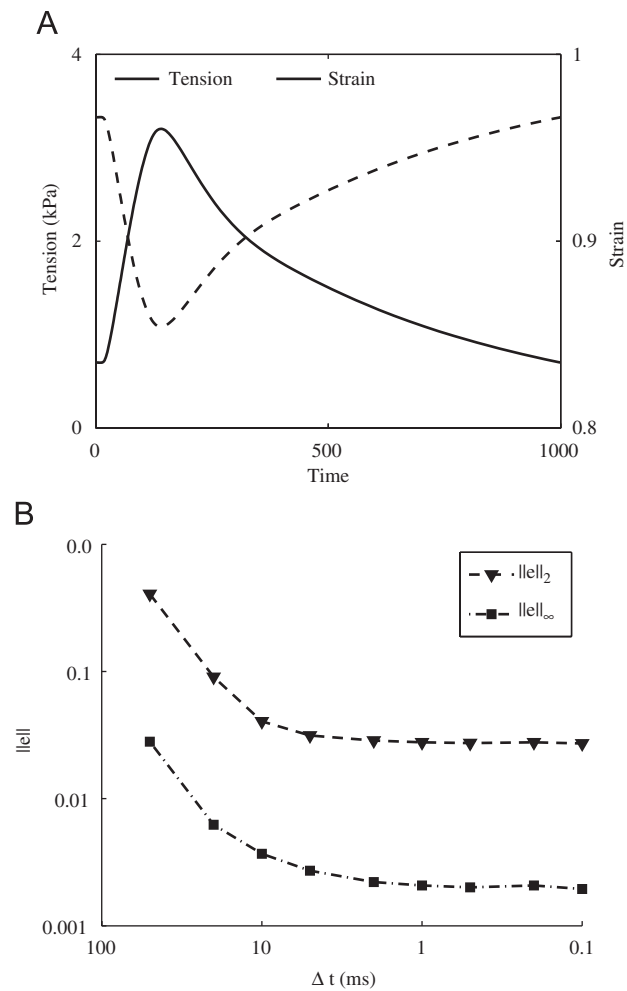 A
4
1
Tension
Strain
Tension (kPa)
2
0.9
Strain
0
0.8
0
500
1000
Time
B
0.0
||e||2
||e||∞
0.1
||e||
0.01
0.001
100
10
1
0.1
Δ t (ms)